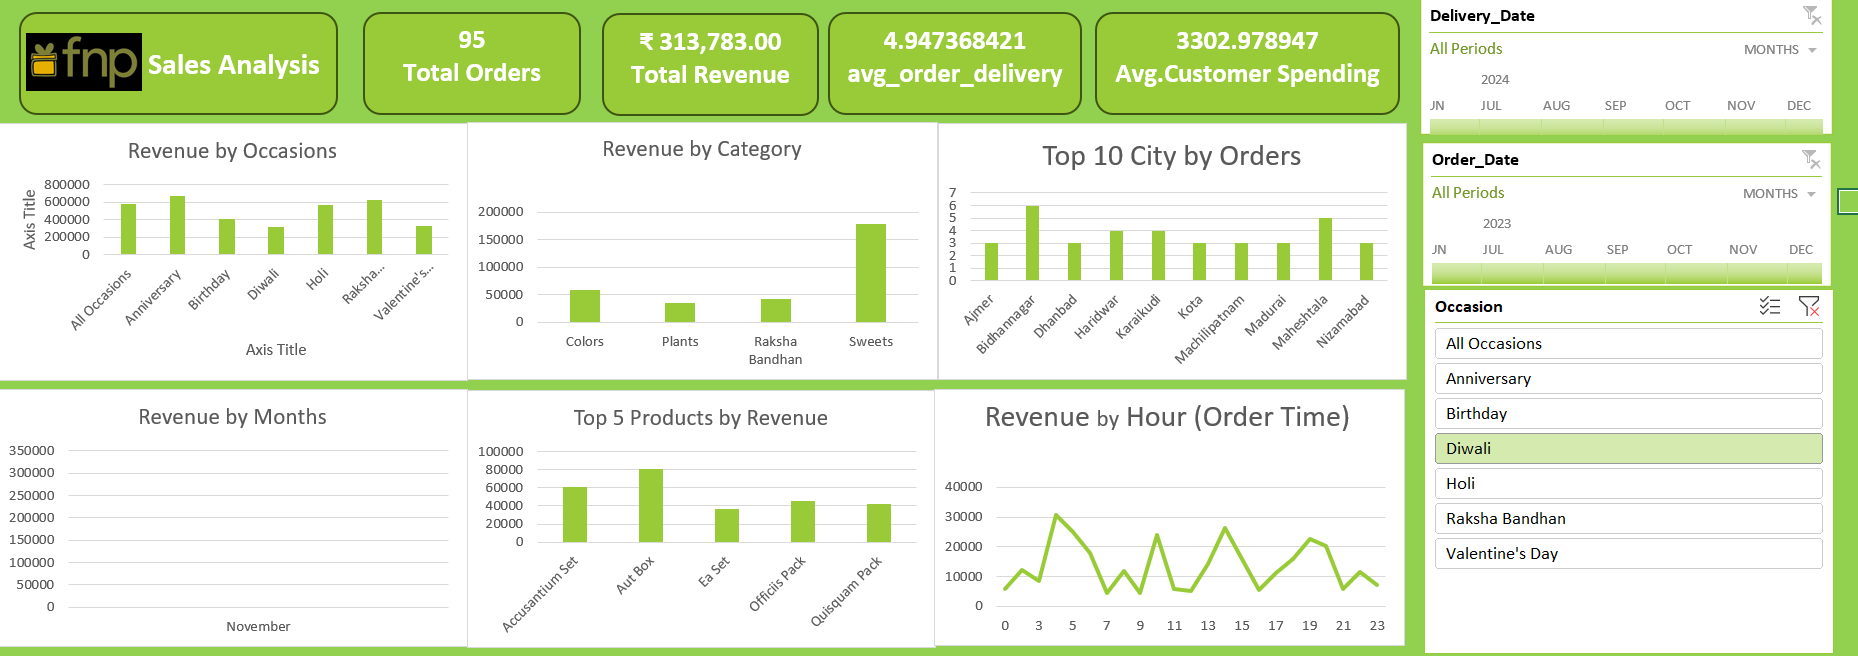 fnp Sales Analysis
95
Total Orders
₹ 313,783.00
Total Revenue
4.947368421
avg_order_delivery
3302.978947
Avg.Customer Spending
Delivery_Date
All Periods
MONTHS
2024
JN JUL AUG SEP OCT NOV DEC
Order_Date
All Periods
MONTHS
2023
JN JUL AUG SEP OCT NOV DEC
Occasion
All Occasions
Anniversary
Birthday
Diwali
Holi
Raksha Bandhan
Valentine's Day
Revenue by Occasions
Axis Title
800000
600000
400000
200000
0
All Occasions
Anniversary
Birthday
Diwali
Holi
Raksha...
Valentine's...
Axis Title
Revenue by Category
200000
150000
100000
50000
0
Colors
Plants
Raksha
Bandhan
Sweets
Top 10 City by Orders
7
6
5
4
3
2
1
0
Ajmer
Bidhannagar
Dhanbad
Haridwar
Karaikudi
Kota
Machilipatnam
Madurai
Maheshtala
Nizamabad
Revenue by Months
350000
300000
250000
200000
150000
100000
50000
0
November
Top 5 Products by Revenue
100000
80000
60000
40000
20000
0
Accusantium Set
Aut Box
Ea Set
Officiis Pack
Quisquam Pack
Revenue by Hour (Order Time)
40000
30000
20000
10000
0
0 3 5 7 9 11 13 15 17 19 21 23